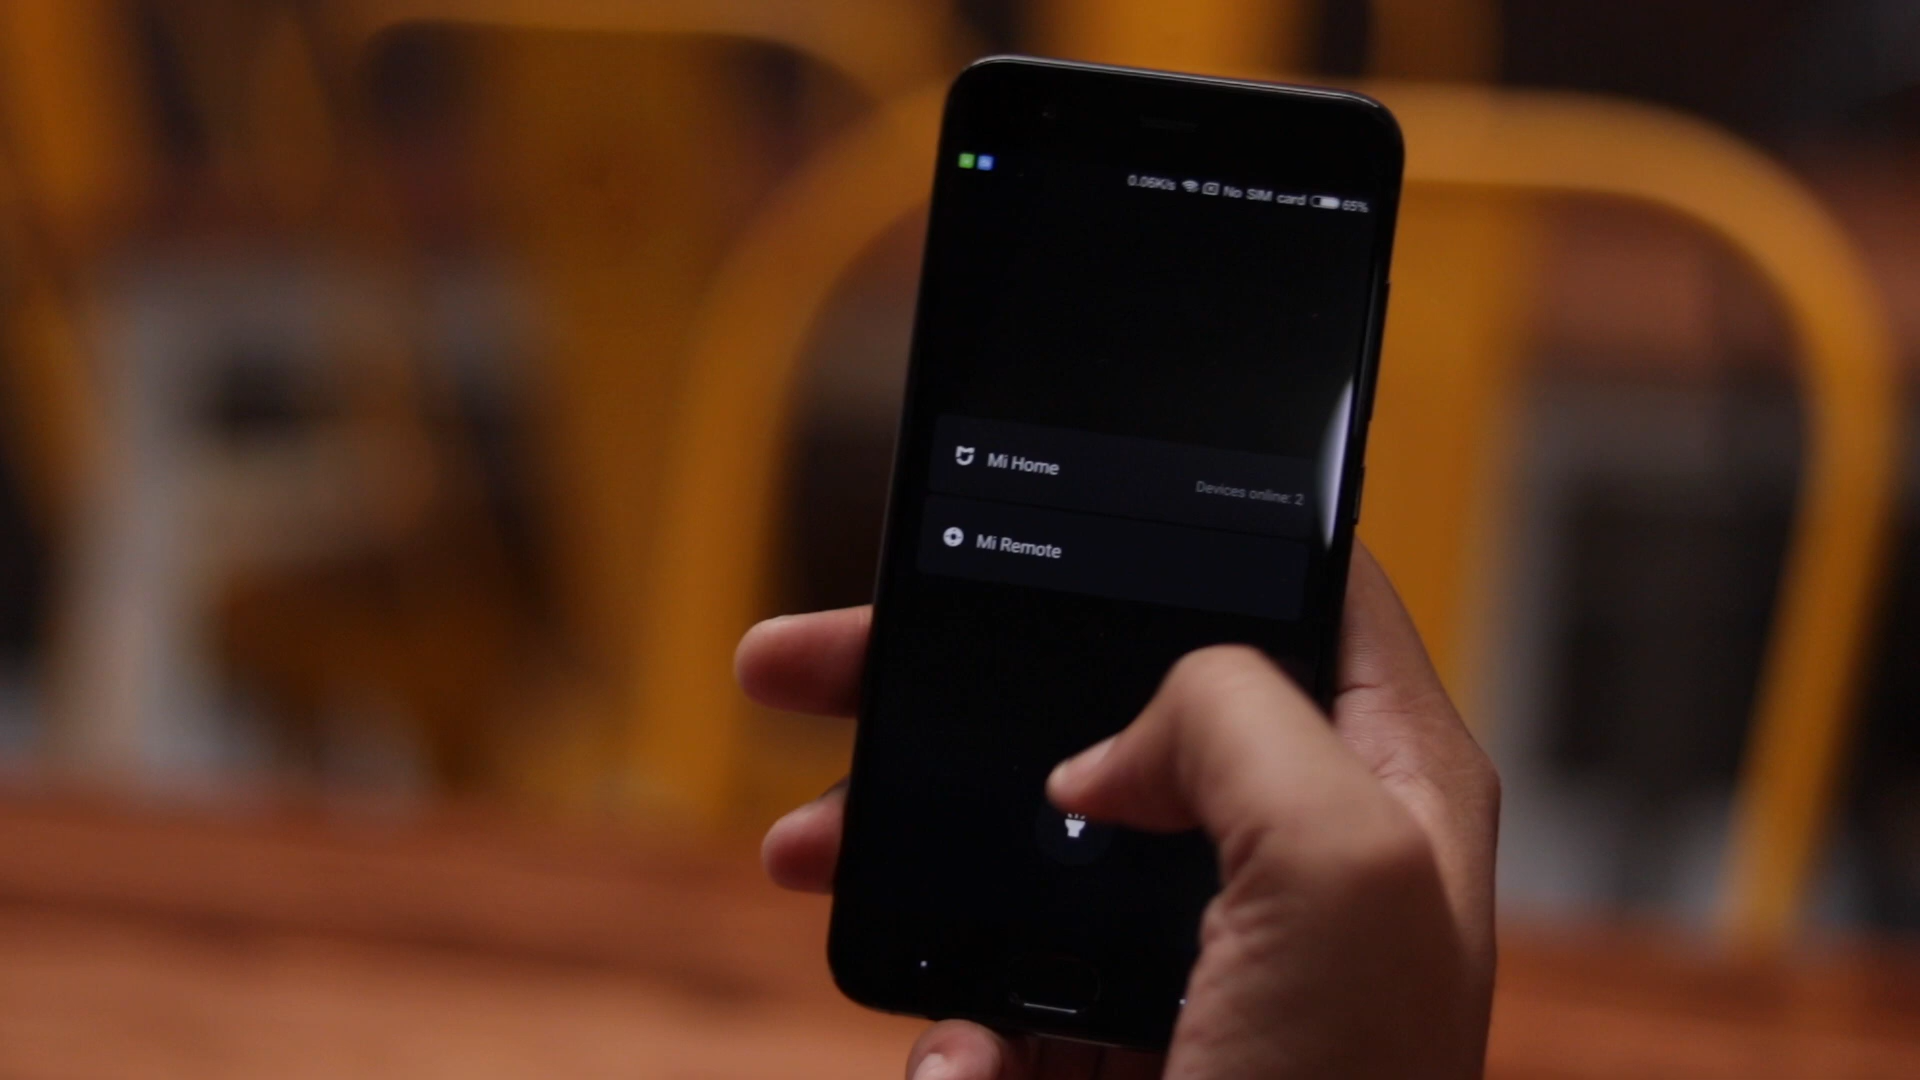 0.06K/s No SIM card 65%
Mi Home
Devices online: 2
Mi Remote